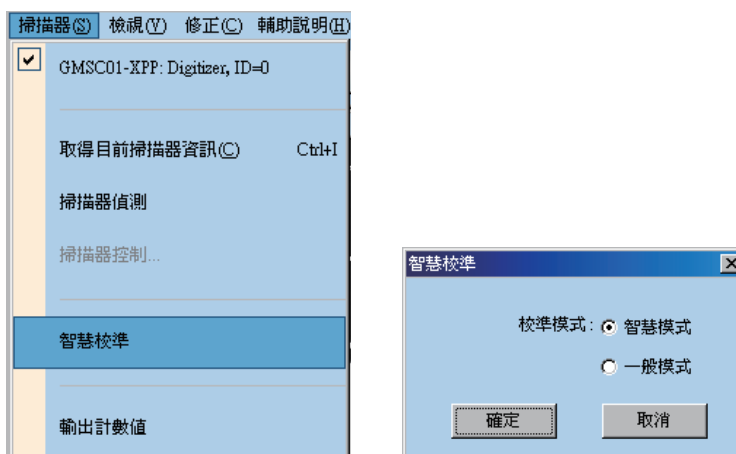 掃描器(S) 檢視(V) 修正(C) 輔助說明(H)
GMSC01-XPP: Digitizer, ID=0
取得目前掃描器資訊(C) Ctrl+I
掃描器偵測
掃描器控制...
智慧校準
輸出計數值
智慧校準
校準模式: 智慧模式
一般模式
確定 取消